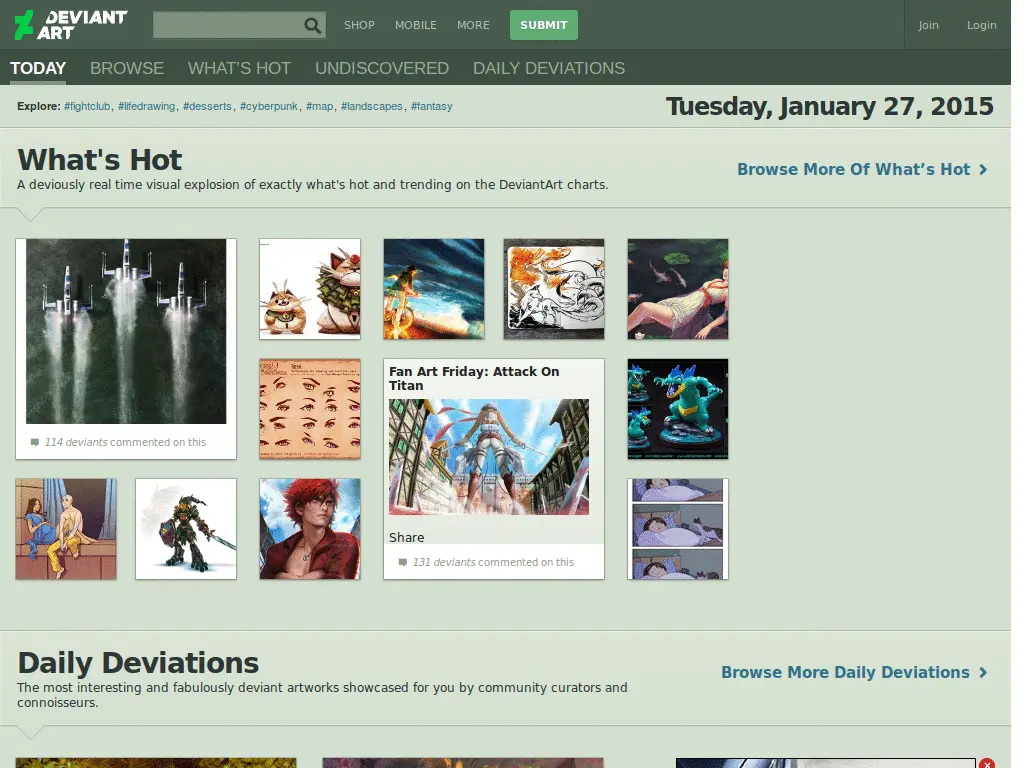 DEVIANT
ART
SHOP MOBILE MORE SUBMIT Join Login
TODAY BROWSE WHAT'S HOT UNDISCOVERED DAILY DEVIATIONS
Explore: #fightclub, #lifedrawing, #desserts, #cyberpunk, #map, #landscapes, #fantasy
Tuesday, January 27, 2015
What's Hot
A deviously real time visual explosion of exactly what's hot and trending on the DeviantArt charts.
Browse More Of What’s Hot
114 deviants commented on this
Fan Art Friday: Attack On
Titan
Share
131 deviants commented on this
Daily Deviations
The most interesting and fabulously deviant artworks showcased for you by community curators and
connoisseurs.
Browse More Daily Deviations